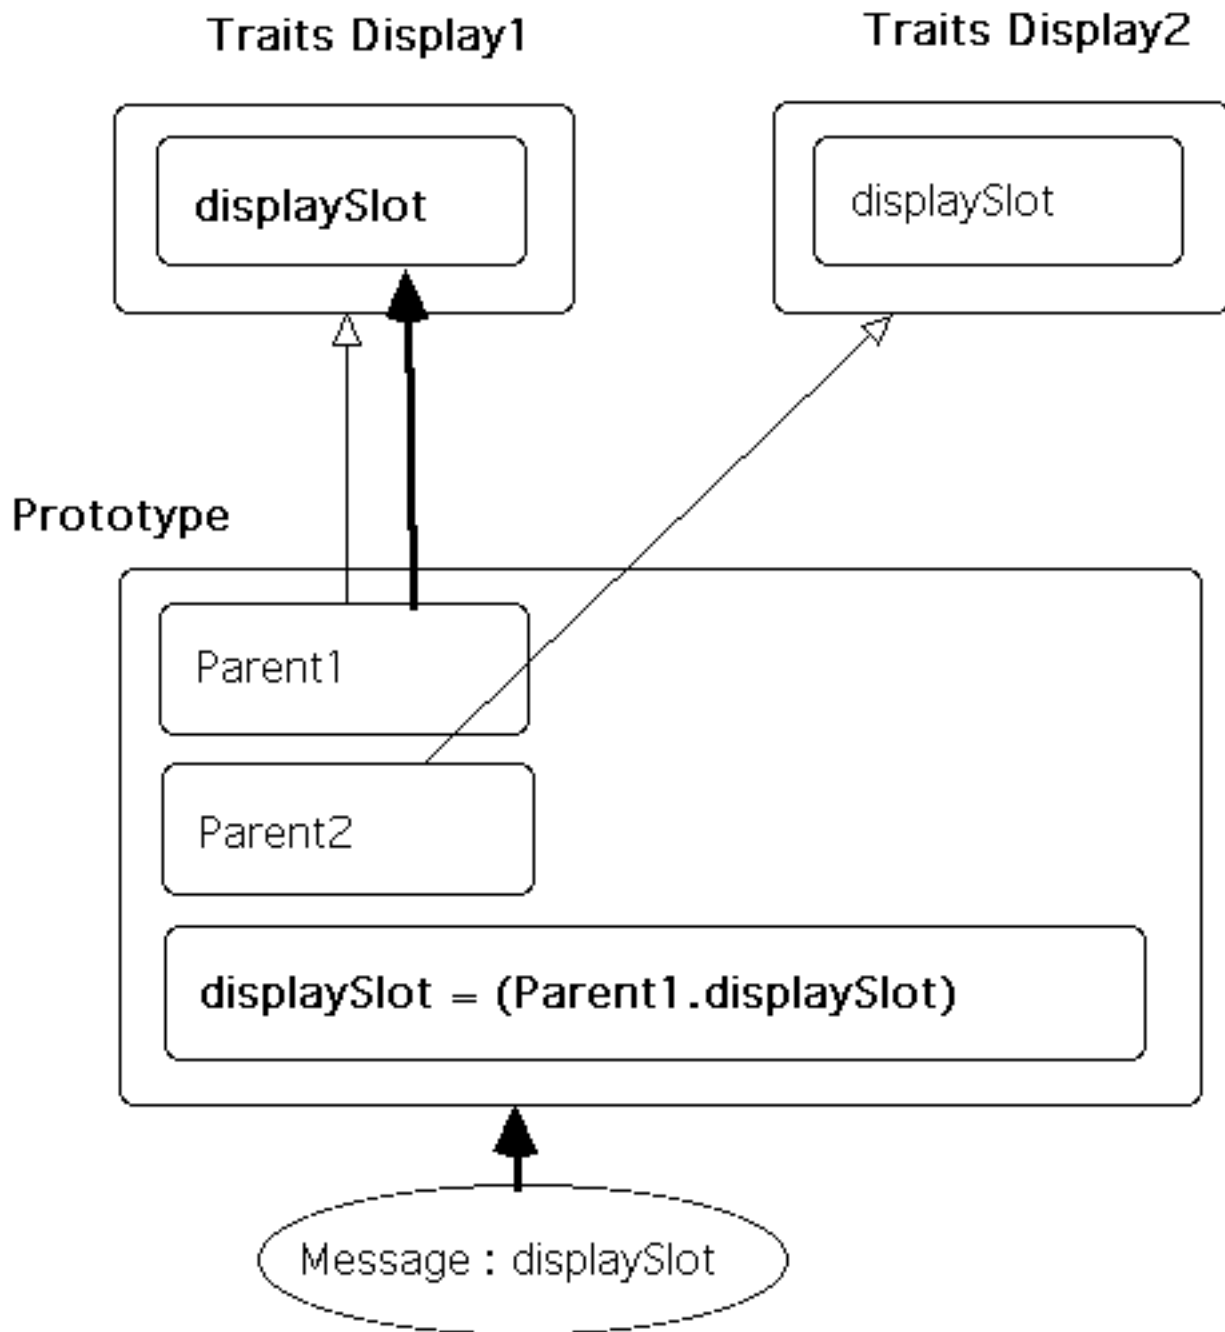 Traits Display1
Traits Display2
displaySlot
displaySlot
Prototype
Parent1
Parent2
displaySlot = (Parent1.displaySlot)
Message : displaySlot